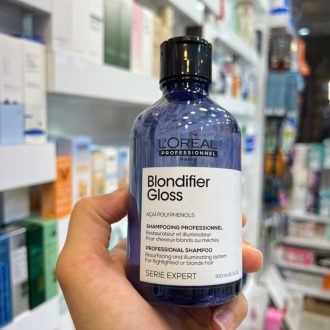 L'ORÉAL
PROFESSIONNEL
PARIS
Blondifier
Gloss
AÇAI POLYPHENOLS
SHAMPOOING PROFESSIONNEL
Restaurateur et illuminateur
Pour cheveux blonds ou méchés
PROFESSIONAL SHAMPOO
Resurfacing and illuminating system
For highlighted or blonde hair
SERIE EXPERT